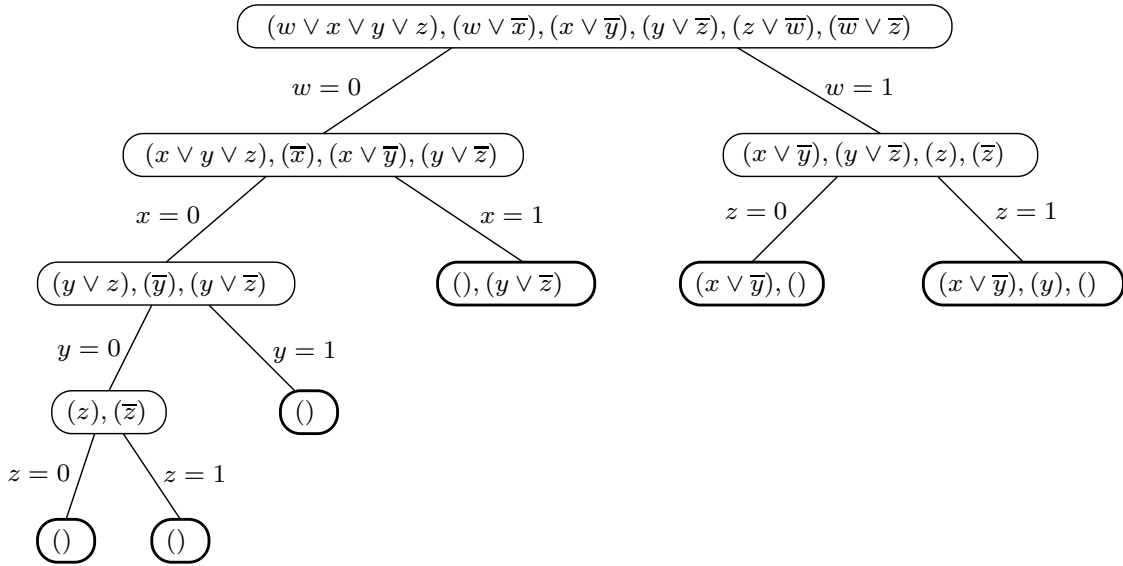 (w ∨ x ∨ y ∨ z), (w ∨ x̅), (x ∨ y̅), (y ∨ z̅), (z ∨ w̅), (w̅ ∨ z̅)
w = 0 w = 1
(x ∨ y ∨ z), (x̅), (x ∨ y̅), (y ∨ z̅) (x ∨ y̅), (y ∨ z̅), (z), (z̅)
x = 0 x = 1 z = 0 z = 1
(y ∨ z), (y̅), (y ∨ z̅) (), (y ∨ z̅) (x ∨ y̅), () (x ∨ y̅), (y), ()
y = 0 y = 1
(z), (z̅) ()
z = 0 z = 1
() ()